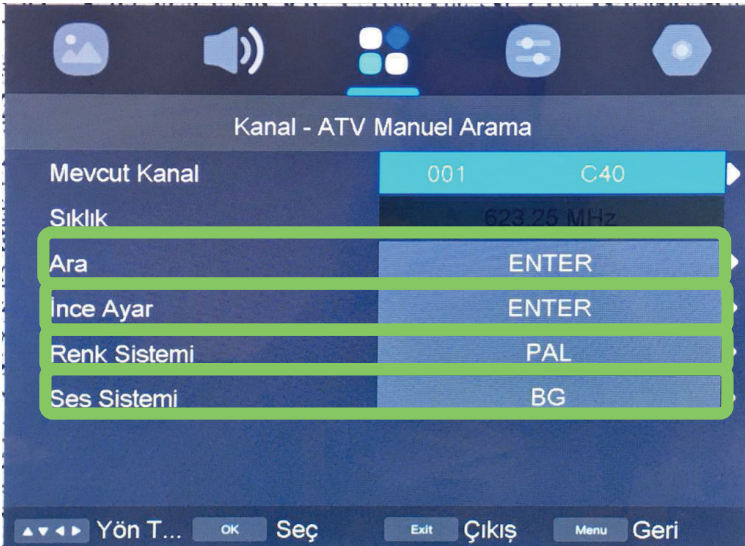 Kanal - ATV Manuel Arama
Mevcut Kanal 001 C40
Sıklık 623.25 MHz
Ara ENTER
İnce Ayar ENTER
Renk Sistemi PAL
Ses Sistemi BG
Yön T... OK Seç Exit Çıkış Menu Geri